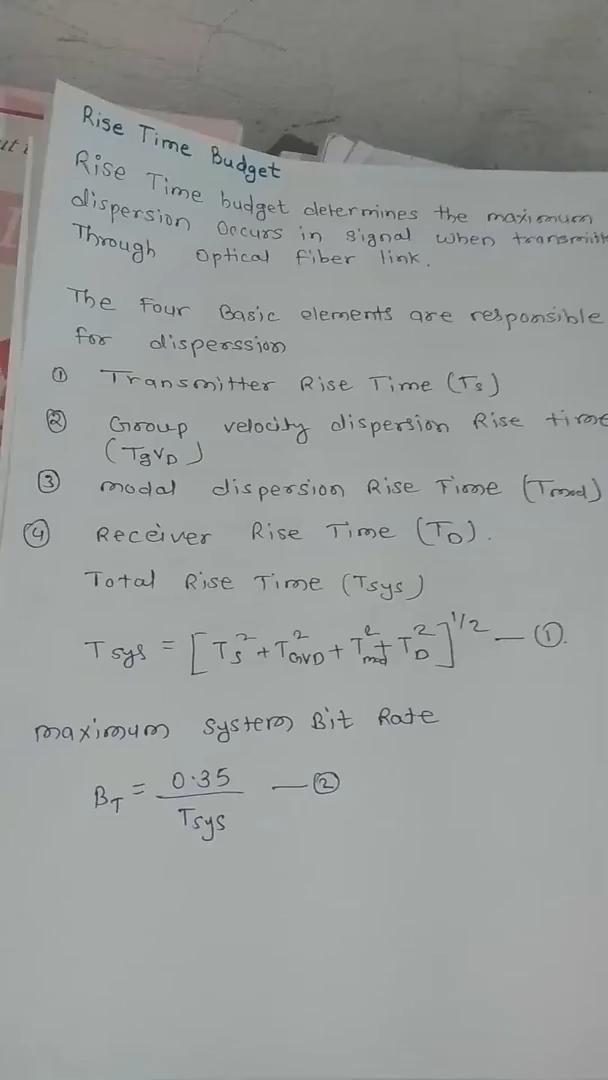 Rise Time Budget
Rise Time budget determines the maximum
dispersion occurs in signal when transmitt
Through optical fiber link.
The Four Basic elements are responsible
for disperssion
① Transmitter Rise Time (Ts)
② Group velocity dispersion Rise time
(TgVD)
③ modal dispersion Rise Time (Tmod)
④ Receiver Rise Time (TD).
Total Rise Time (Tsys)
Tsys = [Ts² + TGVD² + Tmod² + TD²]^1/2 — ①.
maximum system Bit Rate
BT = 0.35 / Tsys — ②